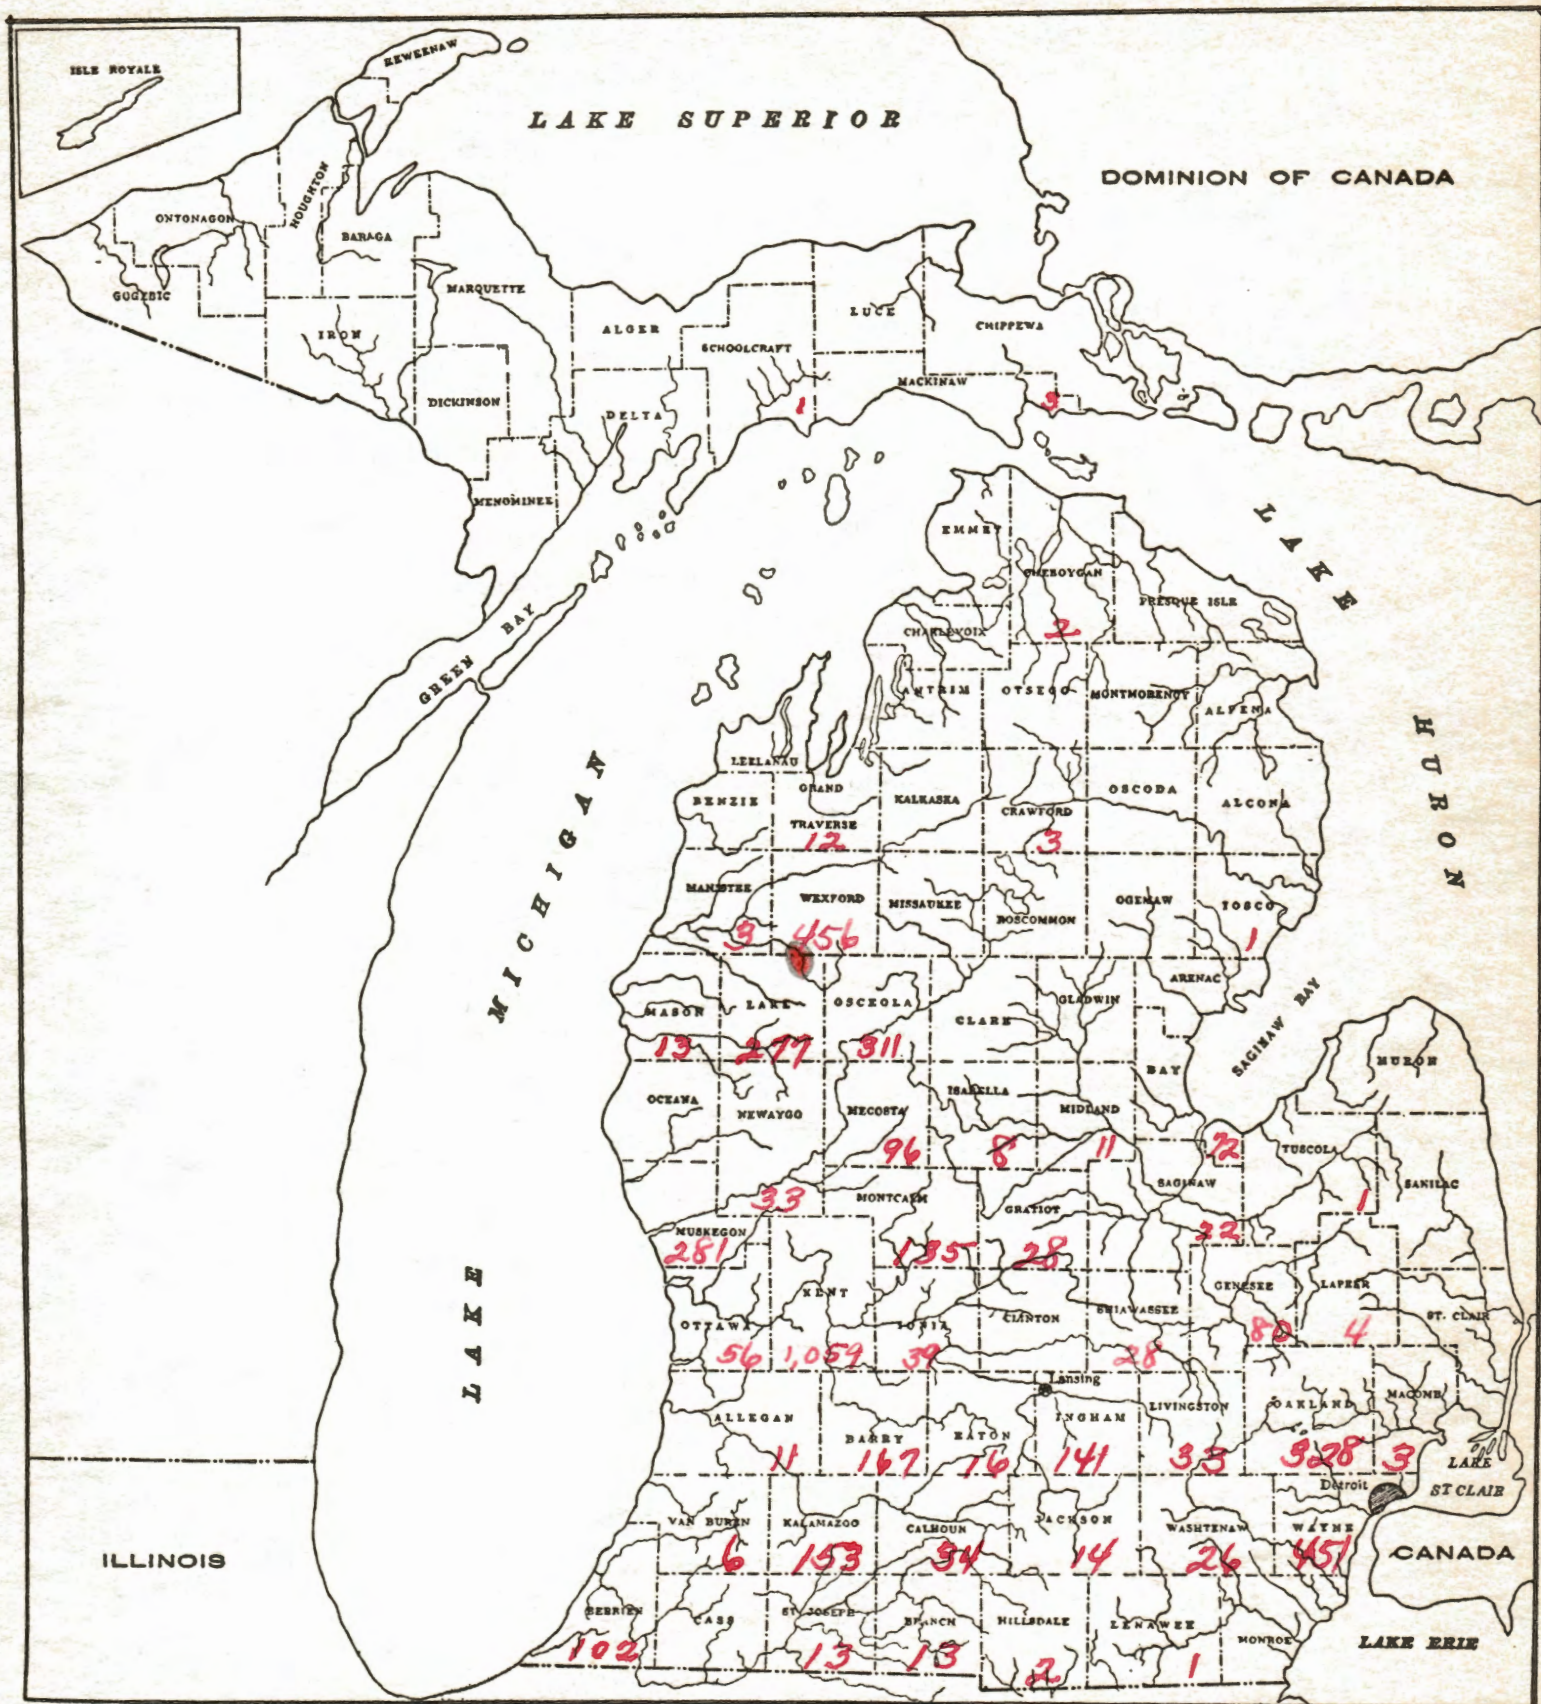 ISLE ROYALE
KEWEENAW
LAKE SUPERIOR
DOMINION OF CANADA
HOUGHTON
ONTONAGON
BARAGA
GOGEBIC
MARQUETTE
IRON
ALGER
LUCE
CHIPPEWA
SCHOOLCRAFT
1
MACKINAW
3
DICKINSON
DELTA
MENOMINEE
EMMET
LAKE HURON
CHEBOYGAN
2
PRESQUE ISLE
CHARLEVOIX
GREEN BAY
ANTRIM
OTSEGO
MONTMORENCY
ALPENA
LEELANAU
BENZIE
GRAND
TRAVERSE
12
KALKASKA
CRAWFORD
3
OSCODA
ALCONA
LAKE MICHIGAN
MANISTEE
3
WEXFORD
456
MISSAUKEE
ROSCOMMON
OGEMAW
IOSCO
1
MASON
13
LAKE
277
OSCEOLA
311
CLARE
GLADWIN
ARENAC
SAGINAW BAY
HURON
OCEANA
NEWAYGO
33
MECOSTA
96
ISABELLA
8
MIDLAND
11
BAY
22
TUSCOLA
1
SANILAC
MUSKEGON
281
MONTCALM
135
GRATIOT
28
SAGINAW
22
OTTAWA
56
KENT
1,059
IONIA
39
CLINTON
SHIAWASSEE
28
GENESEE
80
LAPEER
4
ST. CLAIR
Lansing
ALLEGAN
11
BARRY
167
EATON
16
INGHAM
141
LIVINGSTON
33
OAKLAND
328
MACOMB
3
LAKE
ST CLAIR
Detroit
VAN BUREN
6
KALAMAZOO
153
CALHOUN
34
JACKSON
14
WASHTENAW
26
WAYNE
451
CANADA
ILLINOIS
BERRIEN
102
CASS
ST. JOSEPH
13
BRANCH
13
HILLSDALE
2
LENAWEE
1
MONROE
LAKE ERIE